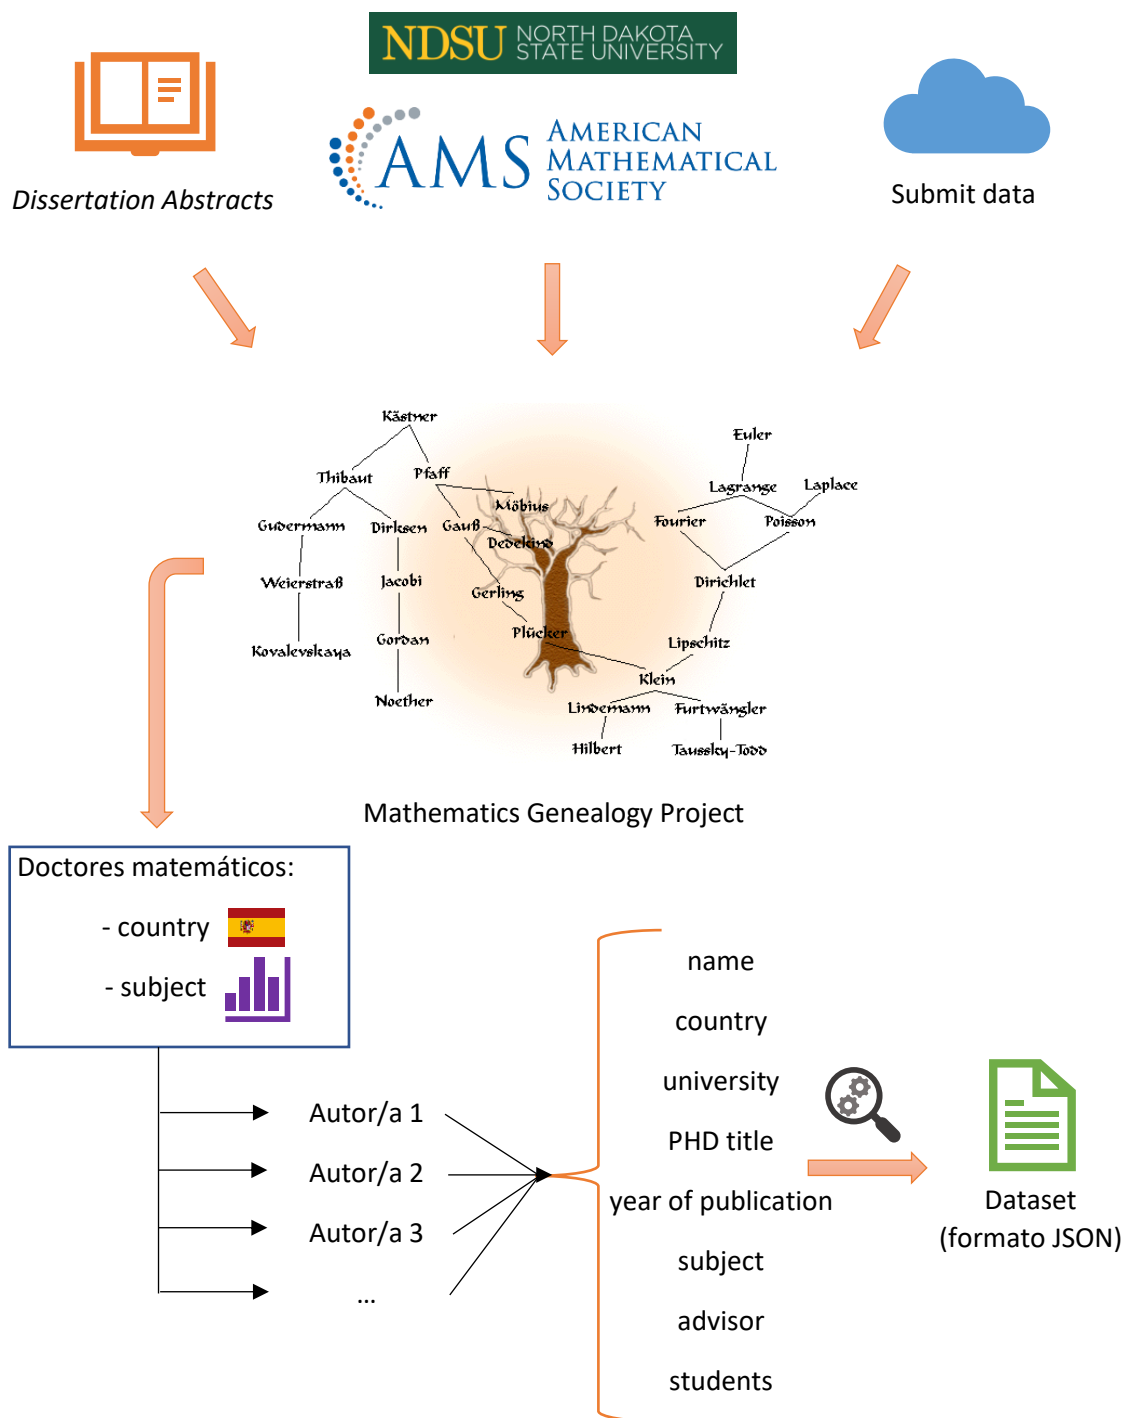 NDSU NORTH DAKOTA
STATE UNIVERSITY
AMS AMERICAN
MATHEMATICAL
SOCIETY
Dissertation Abstracts
Submit data
Kästner
Euler
Thibaut
Pfaff
Lagrange
Laplace
Möbius
Gudermann
Dirksen
Gauß
Fourier
Poisson
Dedekind
Weierstraß
Jacobi
Gerling
Dirichlet
Plücker
Kovalevskaya
Gordan
Lipschitz
Klein
Noether
Lindemann
Furtwängler
Hilbert
Taussky-Todd
Mathematics Genealogy Project
Doctores matemáticos:
- country
- subject
Autor/a 1
Autor/a 2
Autor/a 3
...
name
country
university
PHD title
year of publication
subject
advisor
students
Dataset
(formato JSON)